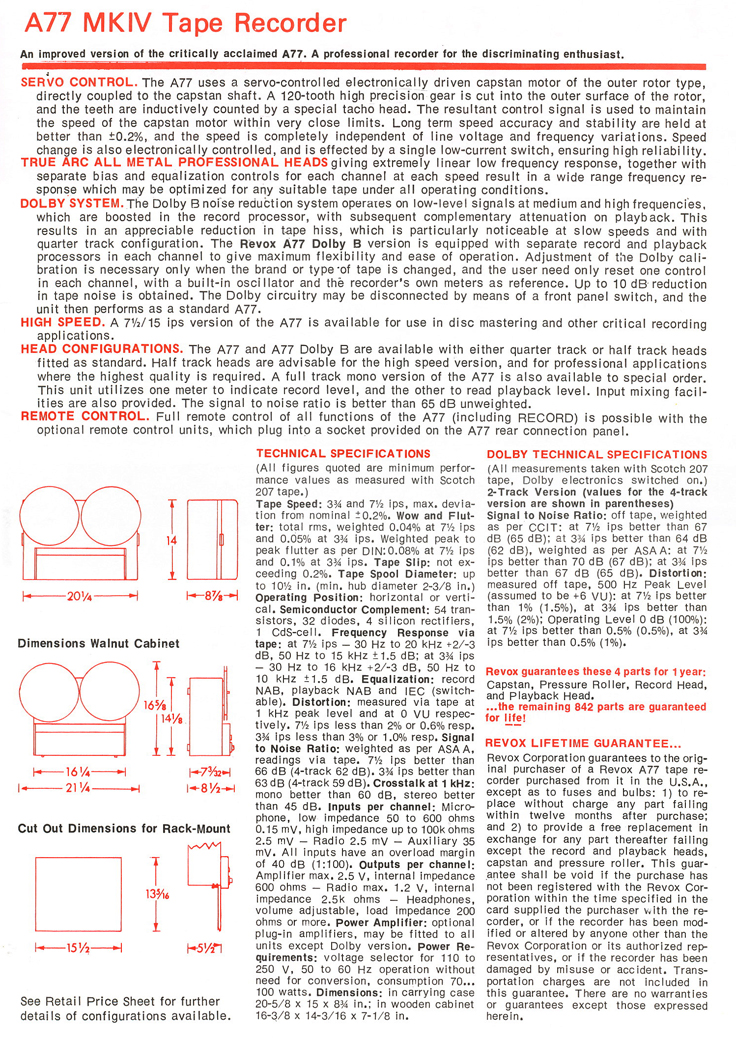 A77 MKIV Tape Recorder
An improved version of the critically acclaimed A77. A professional recorder for the discriminating enthusiast.
SERVO CONTROL. The A77 uses a servo-controlled electronically driven capstan motor of the outer rotor type,
directly coupled to the capstan shaft. A 120-tooth high precision gear is cut into the outer surface of the rotor,
and the teeth are inductively counted by a special tacho head. The resultant control signal is used to maintain
the speed of the capstan motor within very close limits. Long term speed accuracy and stability are held at
better than ±0.2%, and the speed is completely independent of line voltage and frequency variations. Speed
change is also electronically controlled, and is effected by a single low-current switch, ensuring high reliability.
TRUE ARC ALL METAL PROFESSIONAL HEADS giving extremely linear low frequency response, together with
separate bias and equalization controls for each channel at each speed result in a wide range frequency re-
sponse which may be optimized for any suitable tape under all operating conditions.
DOLBY SYSTEM. The Dolby B noise reduction system operates on low-level signals at medium and high frequencies,
which are boosted in the record processor, with subsequent complementary attenuation on playback. This
results in an appreciable reduction in tape hiss, which is particularly noticeable at slow speeds and with
quarter track configuration. The Revox A77 Dolby B version is equipped with separate record and playback
processors in each channel to give maximum flexibility and ease of operation. Adjustment of the Dolby cali-
bration is necessary only when the brand or type of tape is changed, and the user need only reset one control
in each channel, with a built-in oscillator and the recorder's own meters as reference. Up to 10 dB reduction
in tape noise is obtained. The Dolby circuitry may be disconnected by means of a front panel switch, and the
unit then performs as a standard A77.
HIGH SPEED. A 7½/15 ips version of the A77 is available for use in disc mastering and other critical recording
applications.
HEAD CONFIGURATIONS. The A77 and A77 Dolby B are available with either quarter track or half track heads
fitted as standard. Half track heads are advisable for the high speed version, and for professional applications
where the highest quality is required. A full track mono version of the A77 is also available to special order.
This unit utilizes one meter to indicate record level, and the other to read playback level. Input mixing facil-
ities are also provided. The signal to noise ratio is better than 65 dB unweighted.
REMOTE CONTROL. Full remote control of all functions of the A77 (including RECORD) is possible with the
optional remote control units, which plug into a socket provided on the A77 rear connection panel.
14
20¼
8⅞
Dimensions Walnut Cabinet
16⅝
14⅛
16¼
7 3/32
21¼
8½
Cut Out Dimensions for Rack-Mount
13 5/16
15½
5½
See Retail Price Sheet for further
details of configurations available.
TECHNICAL SPECIFICATIONS
(All figures quoted are minimum perfor-
mance values as measured with Scotch
207 tape.)
Tape Speed: 3¾ and 7½ ips, max. devia-
tion from nominal ±0.2%. Wow and Flut-
ter: total rms, weighted 0.04% at 7½ ips
and 0.05% at 3¾ ips. Weighted peak to
peak flutter as per DIN: 0.08% at 7½ ips
and 0.1% at 3¾ ips. Tape Slip: not ex-
ceeding 0.2%. Tape Spool Diameter: up
to 10½ in. (min. hub diameter 2-3/8 in.)
Operating Position: horizontal or verti-
cal. Semiconductor Complement: 54 tran-
sistors, 32 diodes, 4 silicon rectifiers,
1 CdS-cell. Frequency Response via
tape: at 7½ ips – 30 Hz to 20 kHz +2/-3
dB, 50 Hz to 15 kHz ±1.5 dB; at 3¾ ips
– 30 Hz to 16 kHz +2/-3 dB, 50 Hz to
10 kHz ±1.5 dB. Equalization: record
NAB, playback NAB and IEC (switch-
able). Distortion: measured via tape at
1 kHz peak level and at 0 VU respec-
tively. 7½ ips less than 2% or 0.6% resp.
3¾ ips less than 3% or 1.0% resp. Signal
to Noise Ratio: weighted as per ASA A,
readings via tape. 7½ ips better than
66 dB (4-track 62 dB). 3¾ ips better than
63 dB (4-track 59 dB). Crosstalk at 1 kHz:
mono better than 60 dB, stereo better
than 45 dB. Inputs per channel: Micro-
phone, low impedance 50 to 600 ohms
0.15 mV, high impedance up to 100k ohms
2.5 mV – Radio 2.5 mV – Auxiliary 35
mV. All inputs have an overload margin
of 40 dB (1:100). Outputs per channel:
Amplifier max. 2.5 V, internal impedance
600 ohms – Radio max. 1.2 V, internal
impedance 2.5k ohms – Headphones,
volume adjustable, load impedance 200
ohms or more. Power Amplifier: optional
plug-in amplifiers, may be fitted to all
units except Dolby version. Power Re-
quirements: voltage selector for 110 to
250 V, 50 to 60 Hz operation without
need for conversion, consumption 70...
100 watts. Dimensions: in carrying case
20-5/8 x 15 x 8¾ in.; in wooden cabinet
16-3/8 x 14-3/16 x 7-1/8 in.
DOLBY TECHNICAL SPECIFICATIONS
(All measurements taken with Scotch 207
tape, Dolby electronics switched on.)
2-Track Version (values for the 4-track
version are shown in parentheses)
Signal to Noise Ratio: off tape, weighted
as per CCIT: at 7½ ips better than 67
dB (65 dB); at 3¾ ips better than 64 dB
(62 dB), weighted as per ASA A: at 7½
ips better than 70 dB (67 dB); at 3¾ ips
better than 67 dB (65 dB). Distortion:
measured off tape, 500 Hz Peak Level
(assumed to be +6 VU): at 7½ ips better
than 1% (1.5%), at 3¾ ips better than
1.5% (2%); Operating Level 0 dB (100%):
at 7½ ips better than 0.5% (0.5%), at 3¾
ips better than 0.5% (1%).
Revox guarantees these 4 parts for 1 year:
Capstan, Pressure Roller, Record Head,
and Playback Head.
...the remaining 842 parts are guaranteed
for life!
REVOX LIFETIME GUARANTEE...
Revox Corporation guarantees to the orig-
inal purchaser of a Revox A77 tape re-
corder purchased from it in the U.S.A.,
except as to fuses and bulbs: 1) to re-
place without charge any part failing
within twelve months after purchase;
and 2) to provide a free replacement in
exchange for any part thereafter failing
except the record and playback heads,
capstan and pressure roller. This guar-
antee shall be void if the purchase has
not been registered with the Revox Cor-
poration within the time specified in the
card supplied the purchaser with the re-
corder, or if the recorder has been mod-
ified or altered by anyone other than the
Revox Corporation or its authorized rep-
resentatives, or if the recorder has been
damaged by misuse or accident. Trans-
portation charges are not included in
this guarantee. There are no warranties
or guarantees except those expressed
herein.